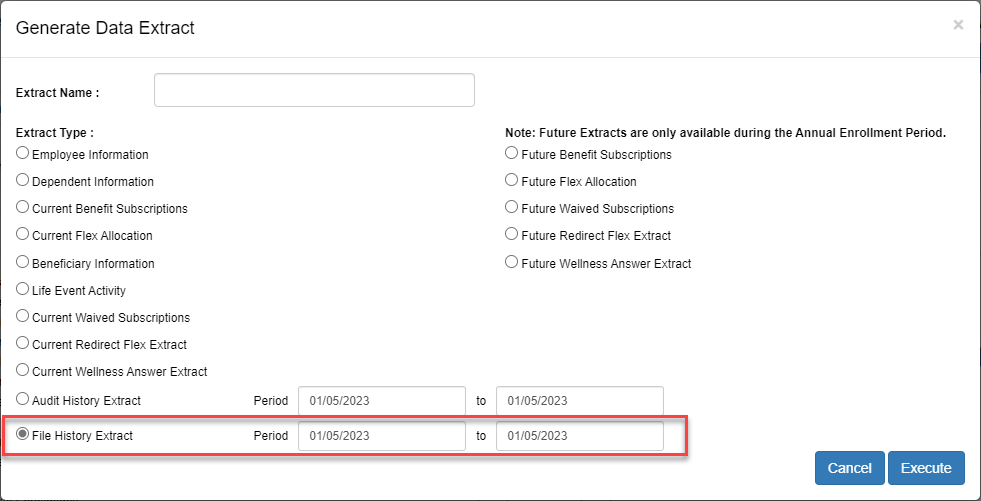 Generate Data Extract
×
Extract Name :
Extract Type :
Note: Future Extracts are only available during the Annual Enrollment Period.
Employee Information
Future Benefit Subscriptions
Dependent Information
Future Flex Allocation
Current Benefit Subscriptions
Future Waived Subscriptions
Current Flex Allocation
Future Redirect Flex Extract
Beneficiary Information
Future Wellness Answer Extract
Life Event Activity
Current Waived Subscriptions
Current Redirect Flex Extract
Current Wellness Answer Extract
Audit History Extract Period 01/05/2023 to 01/05/2023
File History Extract Period 01/05/2023 to 01/05/2023
Cancel Execute